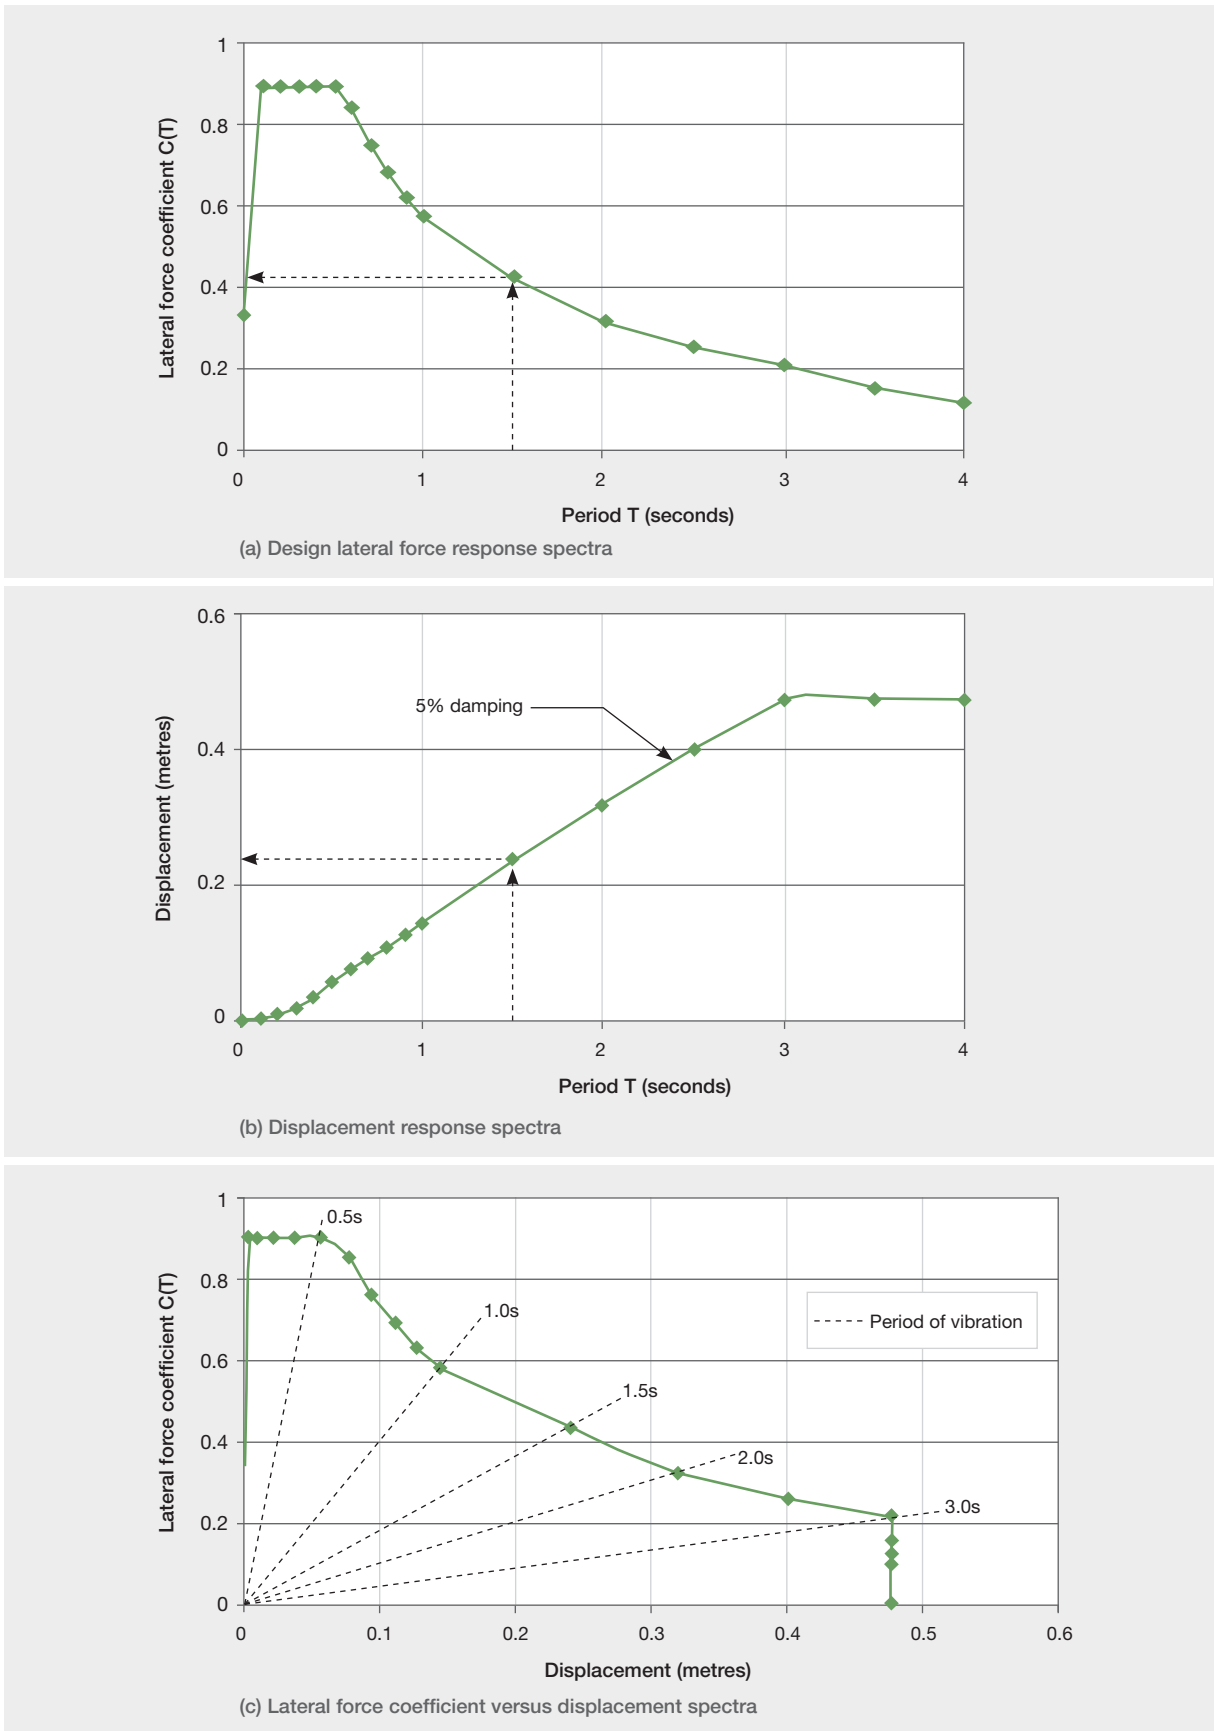 1
0.8
0.6
0.4
0.2
0
Lateral force coefficient C(T)
0 1 2 3 4
Period T (seconds)
(a) Design lateral force response spectra
0.6
5% damping
0.4
0.2
0
Displacement (metres)
0 1 2 3 4
Period T (seconds)
(b) Displacement response spectra
1
0.5s
0.8
1.0s
Period of vibration
0.6
1.5s
0.4
2.0s
3.0s
0.2
0
Lateral force coefficient C(T)
0 0.1 0.2 0.3 0.4 0.5 0.6
Displacement (metres)
(c) Lateral force coefficient versus displacement spectra